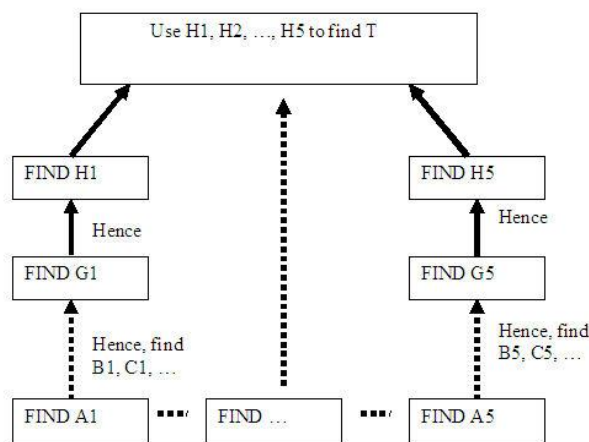 Use H1, H2, …, H5 to find T
FIND H1
FIND H5
Hence
Hence
FIND G1
FIND G5
Hence, find
B1, C1, …
Hence, find
B5, C5, …
FIND A1
FIND …
FIND A5